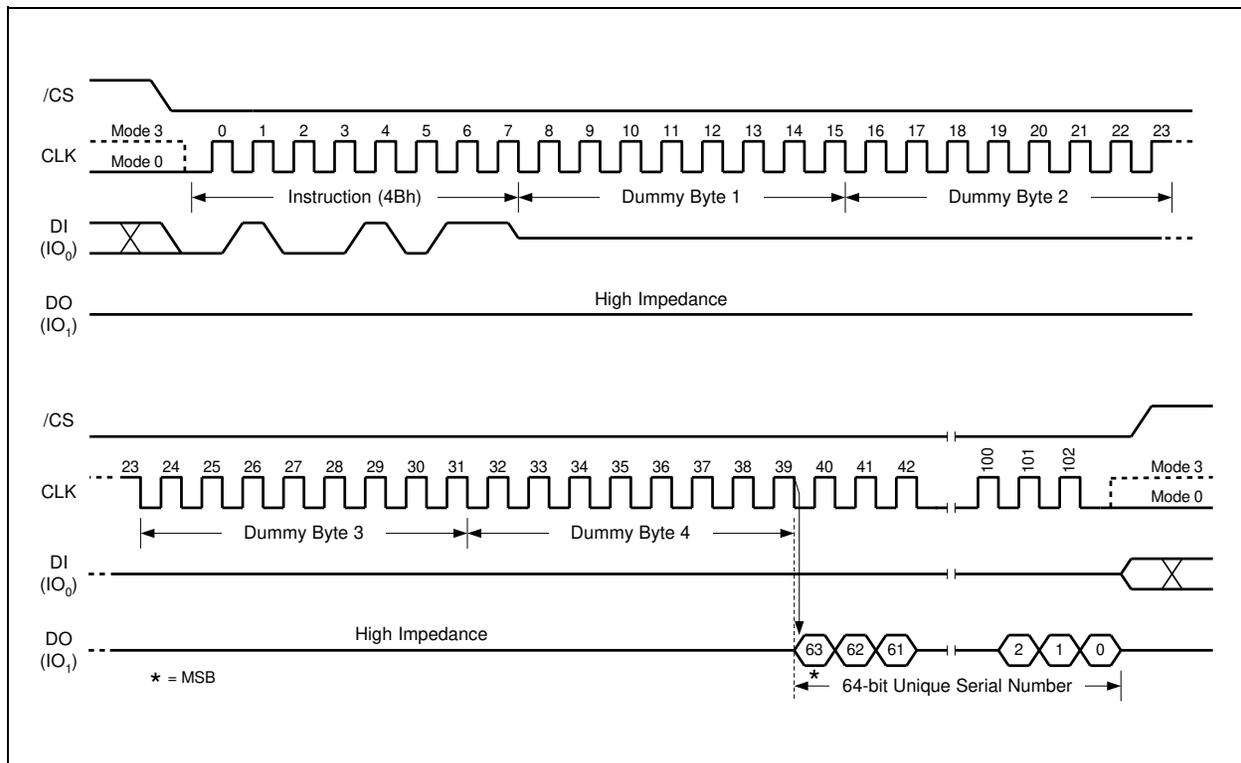 /CS
Mode 3
0 1 2 3 4 5 6 7 8 9 10 11 12 13 14 15 16 17 18 19 20 21 22 23
CLK
Mode 0
Instruction (4Bh) Dummy Byte 1 Dummy Byte 2
DI
(IO0)
DO
(IO1)
High Impedance
/CS
23 24 25 26 27 28 29 30 31 32 33 34 35 36 37 38 39 40 41 42 100 101 102
Mode 3
CLK
Mode 0
Dummy Byte 3 Dummy Byte 4
DI
(IO0)
DO
(IO1)
High Impedance
63 62 61 2 1 0
* = MSB
*
64-bit Unique Serial Number